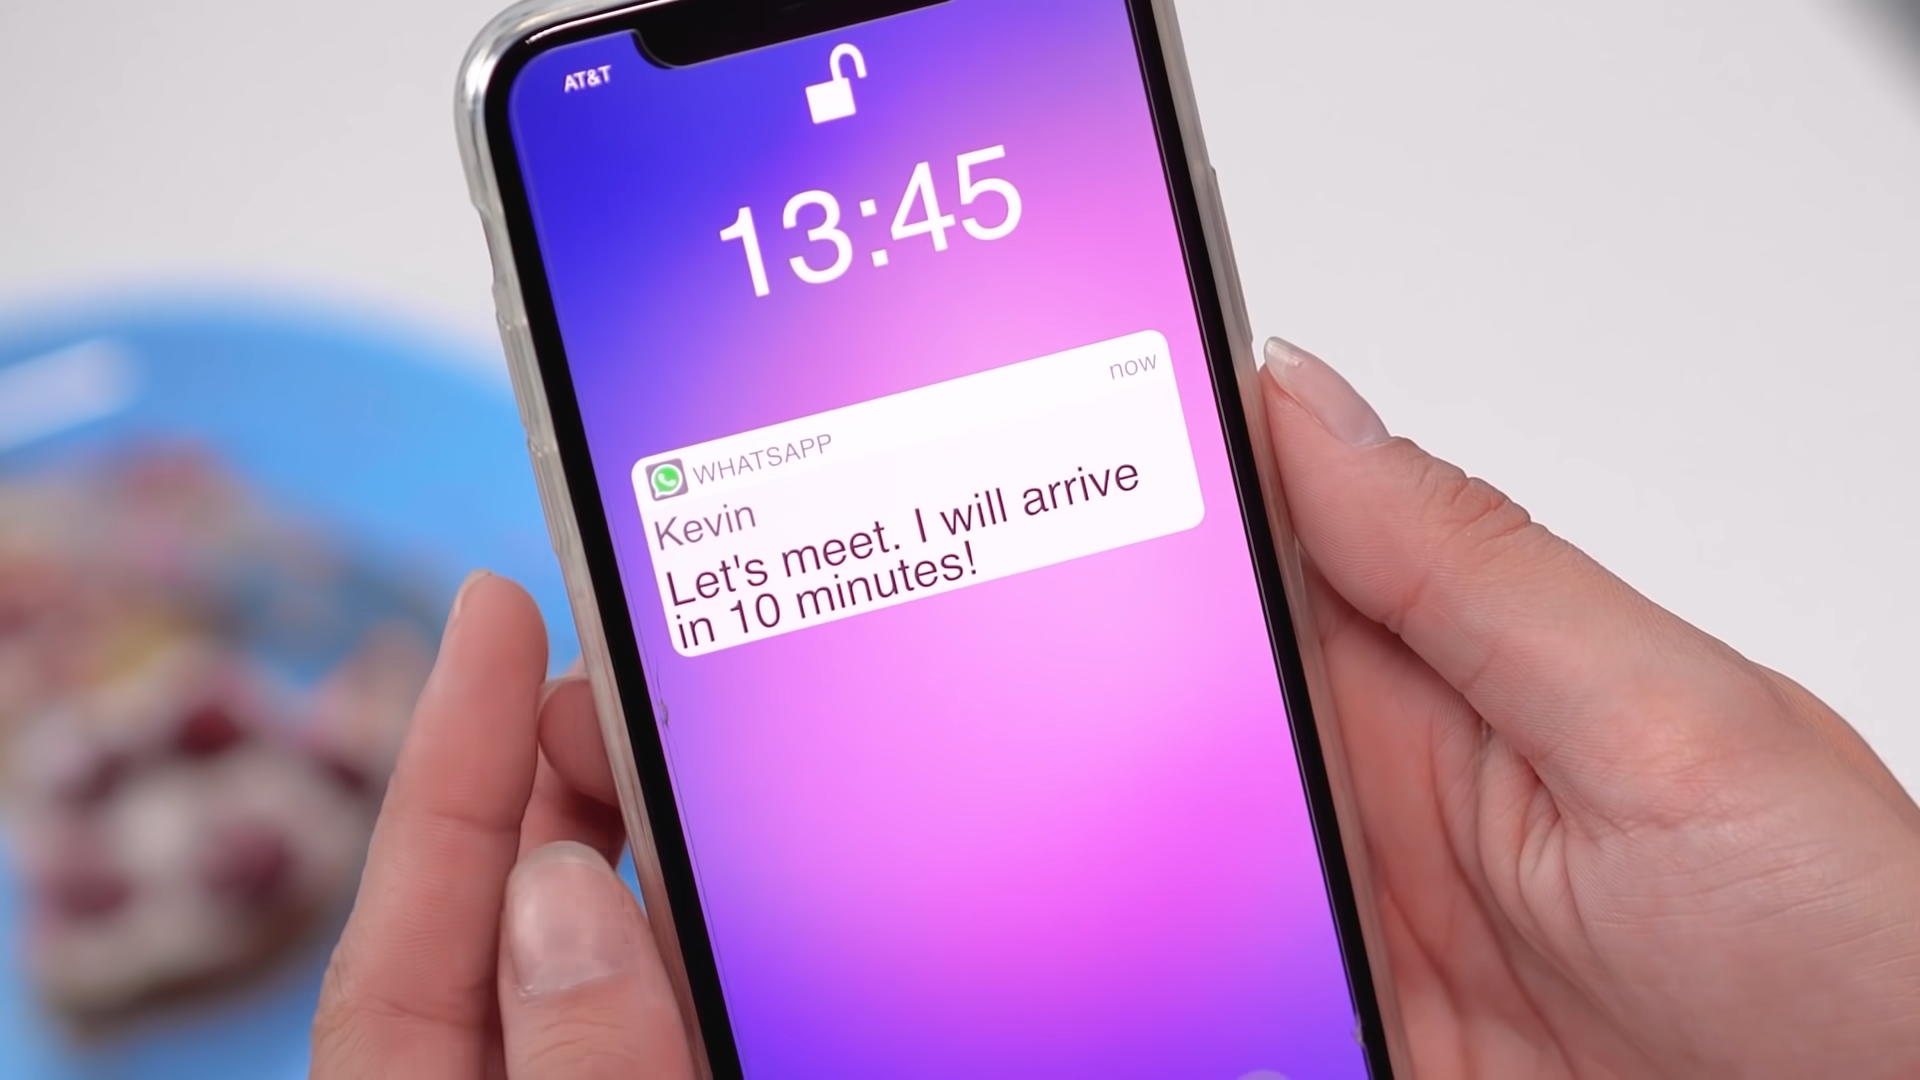 AT&T
13:45
now
WHATSAPP
Kevin
Let's meet. I will arrive
in 10 minutes!